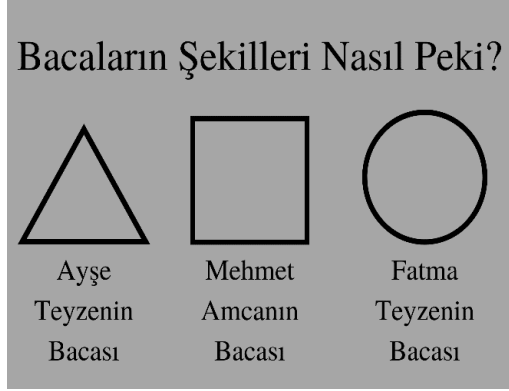 Bacaların Şekilleri Nasıl Peki?
Ayşe
Teyzenin
Bacası
Mehmet
Amcanın
Bacası
Fatma
Teyzenin
Bacası